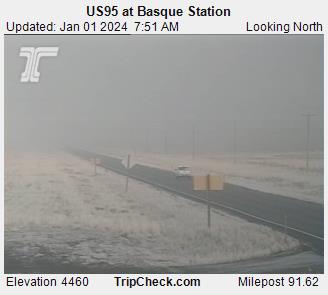 US95 at Basque Station
Updated: Jan 01 2024 7:51 AM Looking North
Elevation 4460 TripCheck.com Milepost 91.62